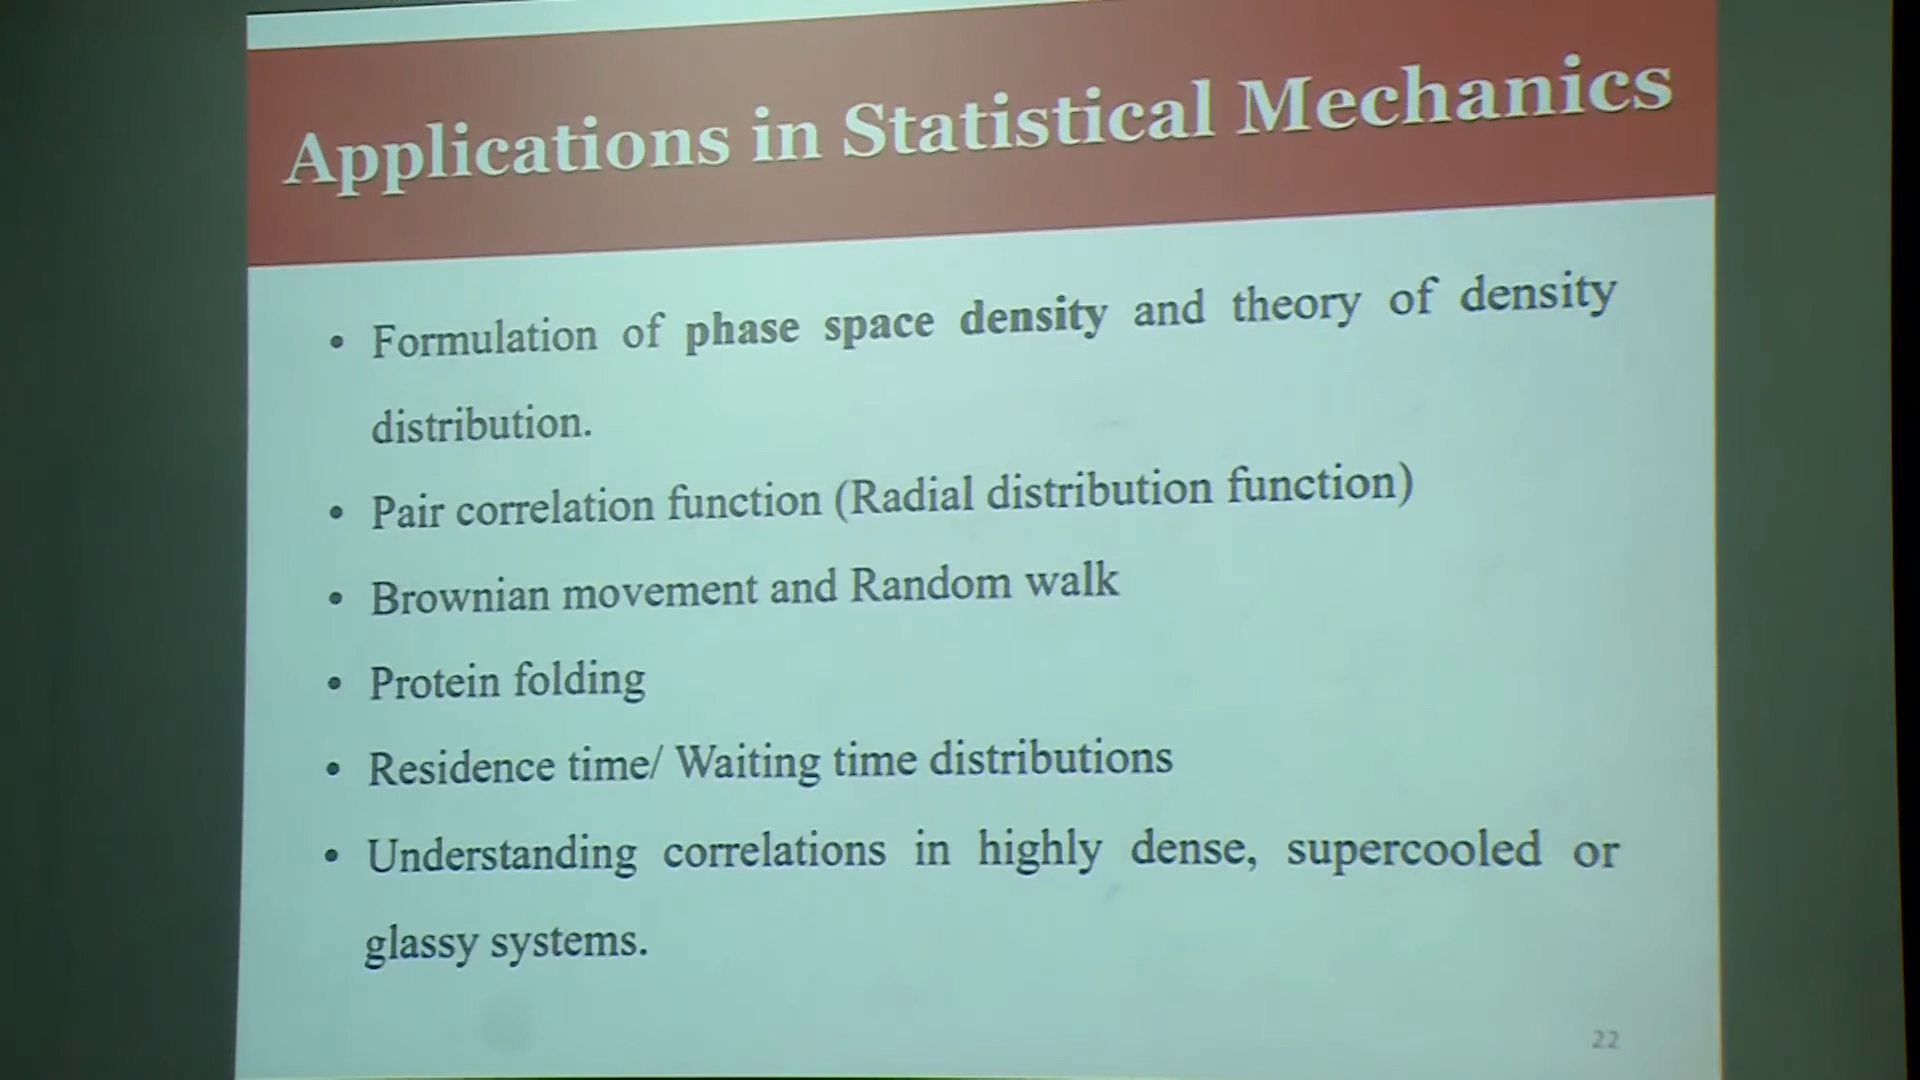 Applications in Statistical Mechanics
• Formulation of phase space density and theory of density
distribution.
• Pair correlation function (Radial distribution function)
• Brownian movement and Random walk
• Protein folding
• Residence time/ Waiting time distributions
• Understanding correlations in highly dense, supercooled or
glassy systems.
22